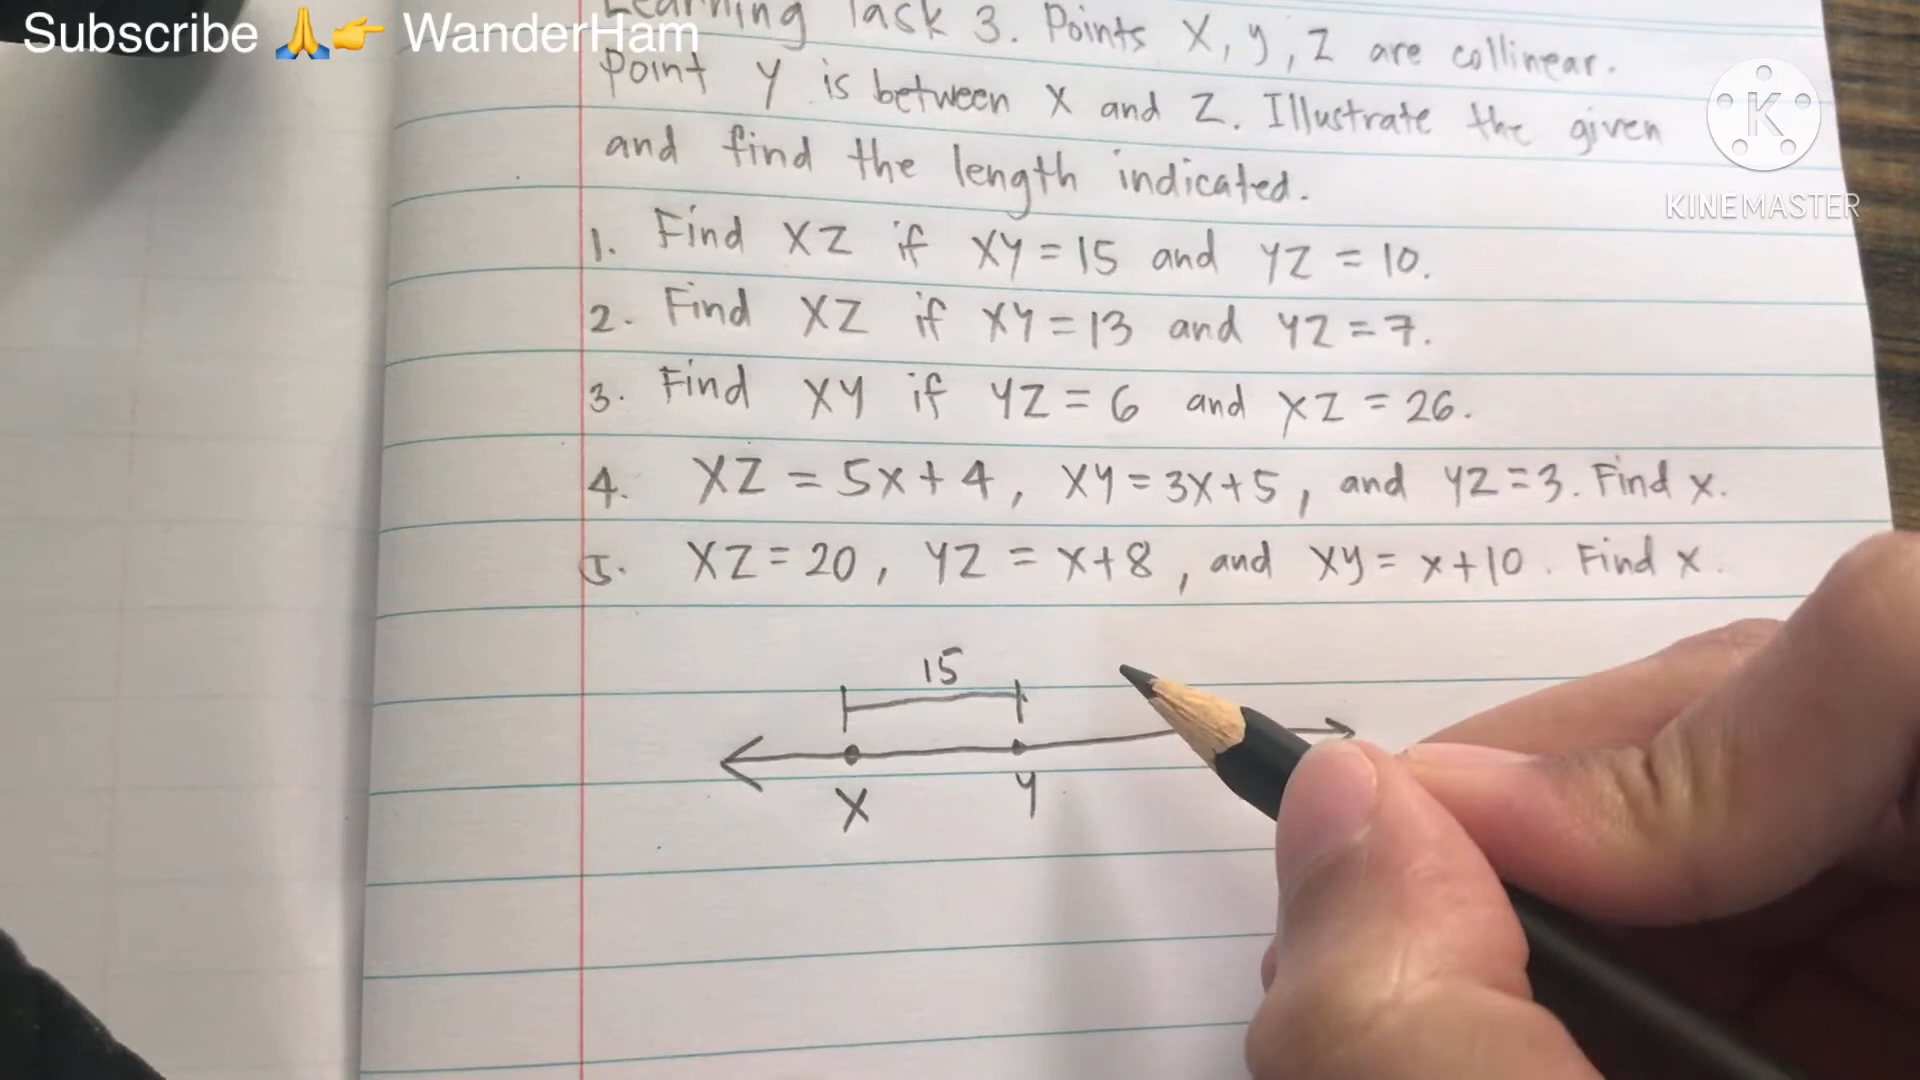 Subscribe 🙏👉 WanderHam
Learning Task 3. Points X, Y, Z are collinear.
Point Y is between X and Z. Illustrate the given
and find the length indicated.
1. Find XZ if XY = 15 and YZ = 10.
2. Find XZ if XY = 13 and YZ = 7.
3. Find XY if YZ = 6 and XZ = 26.
4. XZ = 5x + 4, XY = 3x + 5, and YZ = 3. Find x.
5. XZ = 20, YZ = x + 8, and XY = x + 10. Find x.
15
X Y
K
KINEMASTER